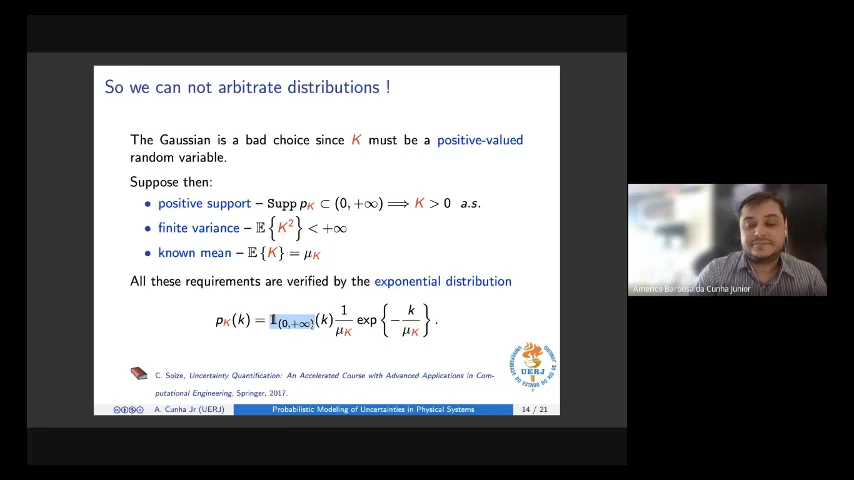 So we can not arbitrate distributions !
The Gaussian is a bad choice since K must be a positive-valued
random variable.
Suppose then:
• positive support – Supp p_K ⊂ (0, +∞) ⟹ K > 0 a.s.
• finite variance – 𝔼{K²} < +∞
• known mean – 𝔼{K} = μ_K
All these requirements are verified by the exponential distribution
p_K(k) = 𝟙_(0,+∞)(k) 1/μ_K exp{−k/μ_K}.
C. Soize, Uncertainty Quantification: An Accelerated Course with Advanced Applications in Com-
putational Engineering, Springer, 2017.
UERJ
A. Cunha Jr (UERJ) Probabilistic Modeling of Uncertainties in Physical Systems 14 / 21
Americo Barbosa da Cunha Junior